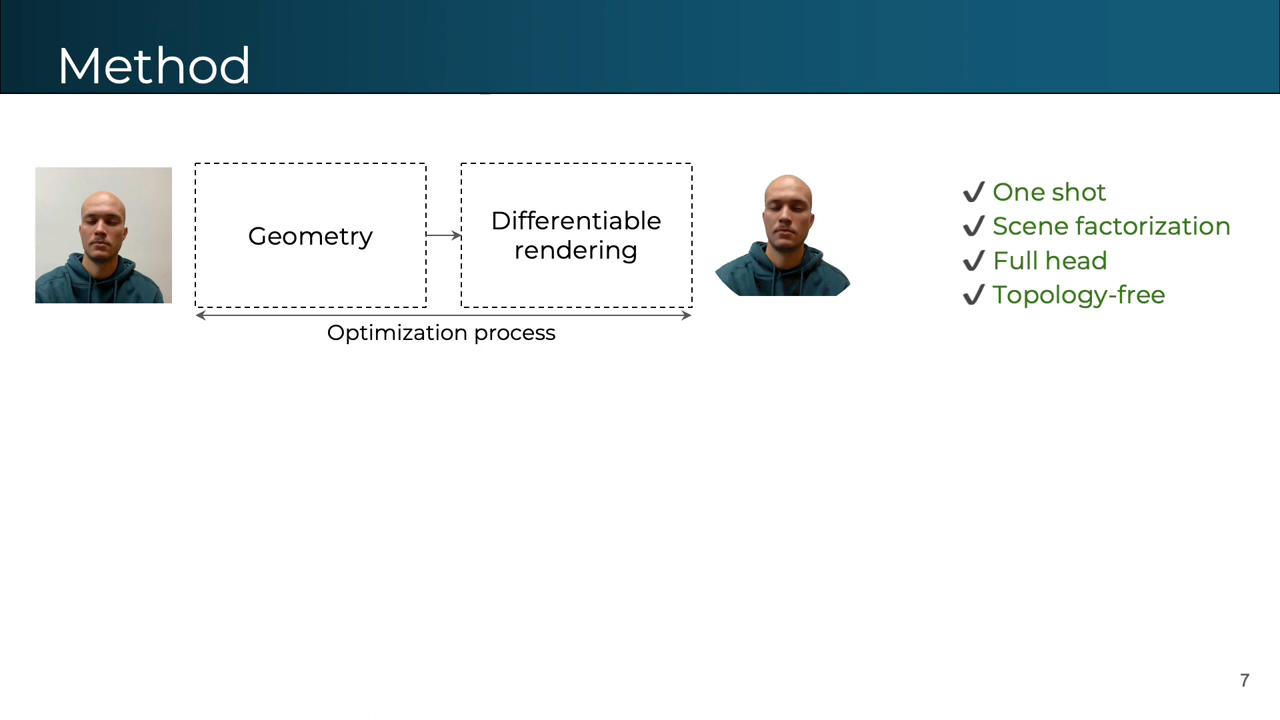 Method
Geometry
Differentiable
rendering
Optimization process
✓ One shot
✓ Scene factorization
✓ Full head
✓ Topology-free
7